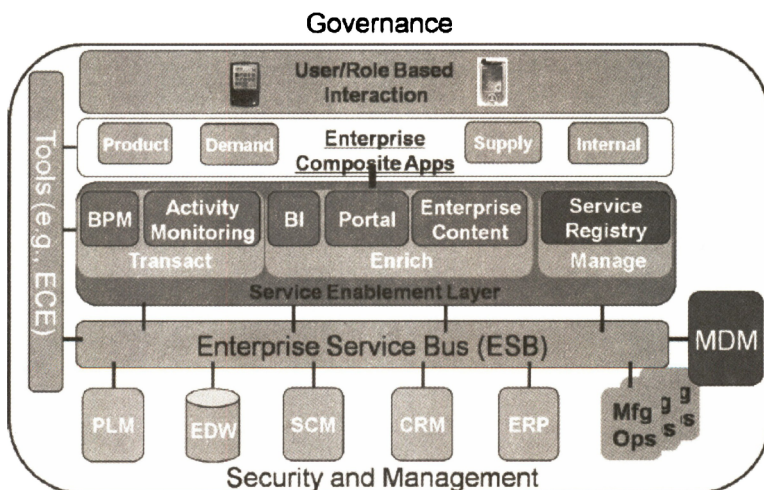 Governance
User/Role Based
Interaction
Tools (e.g., ECE)
Product
Demand
Enterprise
Composite Apps
Supply
Internal
BPM
Activity
Monitoring
BI
Portal
Enterprise
Content
Service
Registry
Transact
Enrich
Manage
Service Enablement Layer
Enterprise Service Bus (ESB)
MDM
PLM
EDW
SCM
CRM
ERP
Mfg
Ops
g
s
g
s
Security and Management